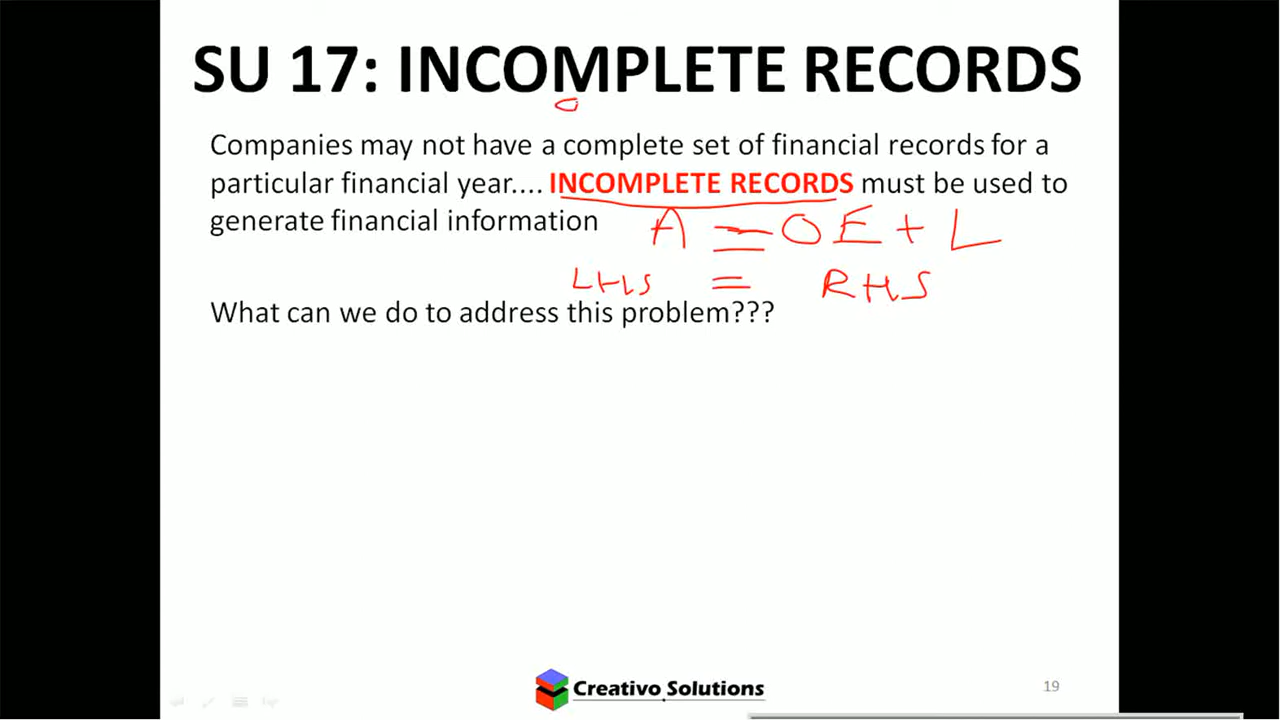 SU 17: INCOMPLETE RECORDS
Companies may not have a complete set of financial records for a
particular financial year.... INCOMPLETE RECORDS must be used to
generate financial information
A = OE + L
LHS = RHS
What can we do to address this problem???
Creativo Solutions
19